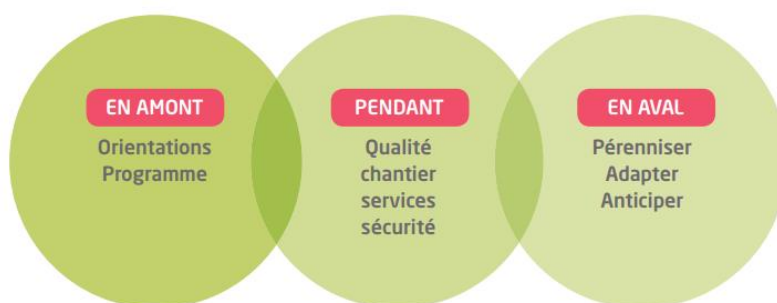 EN AMONT
Orientations
Programme
PENDANT
Qualité
chantier
services
sécurité
EN AVAL
Pérenniser
Adapter
Anticiper